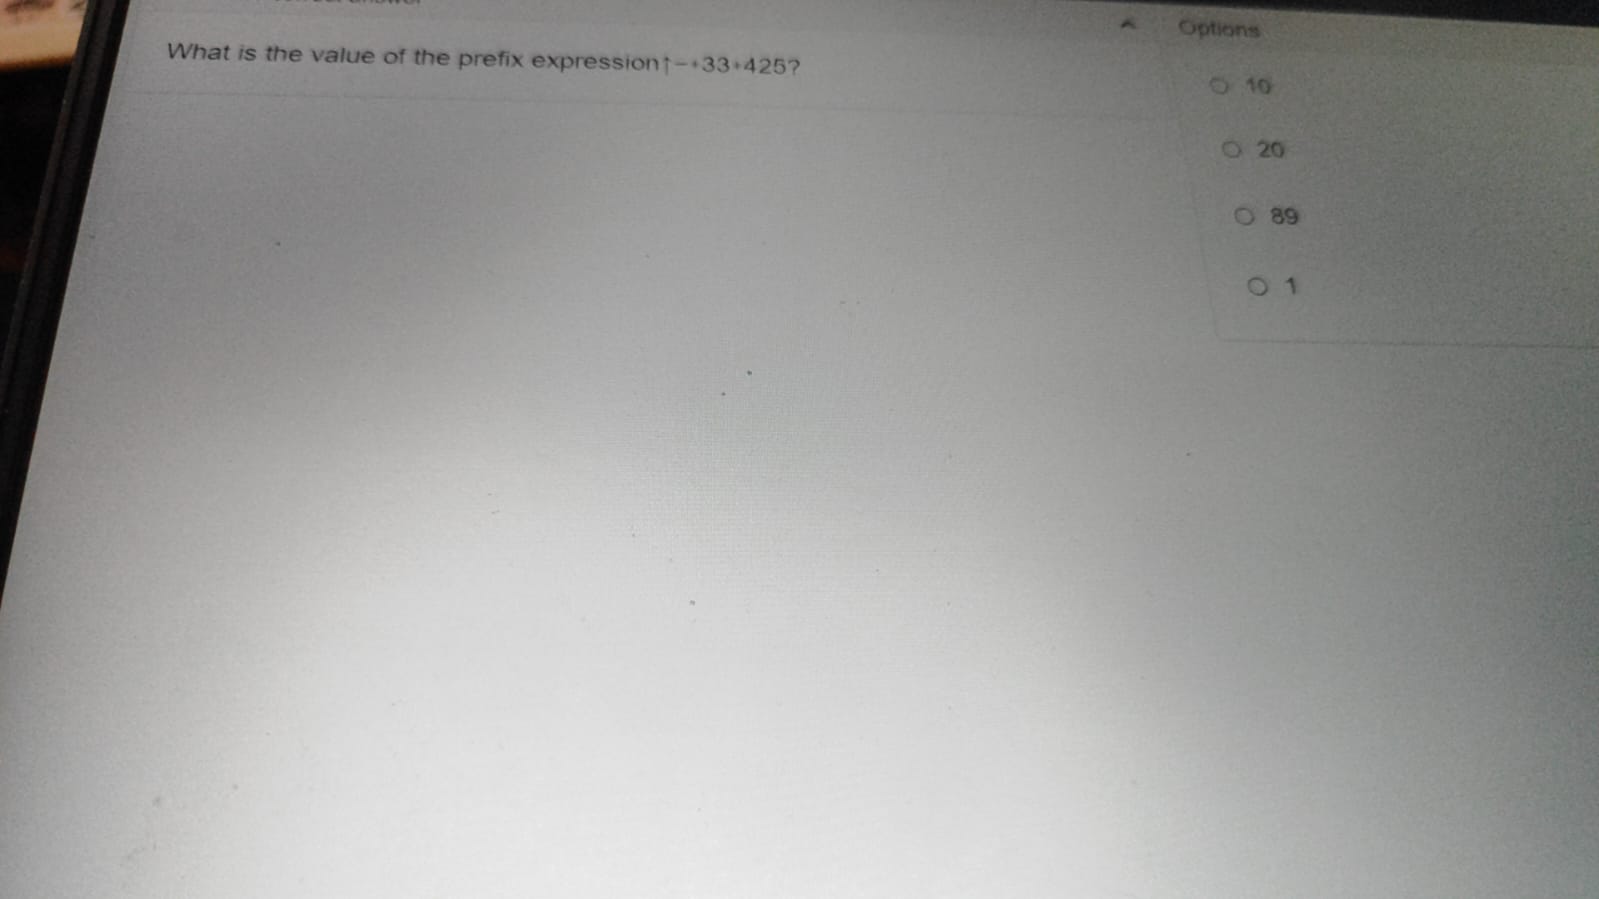 What is the value of the prefix expression↑−*33*425?
Options
10
20
89
1